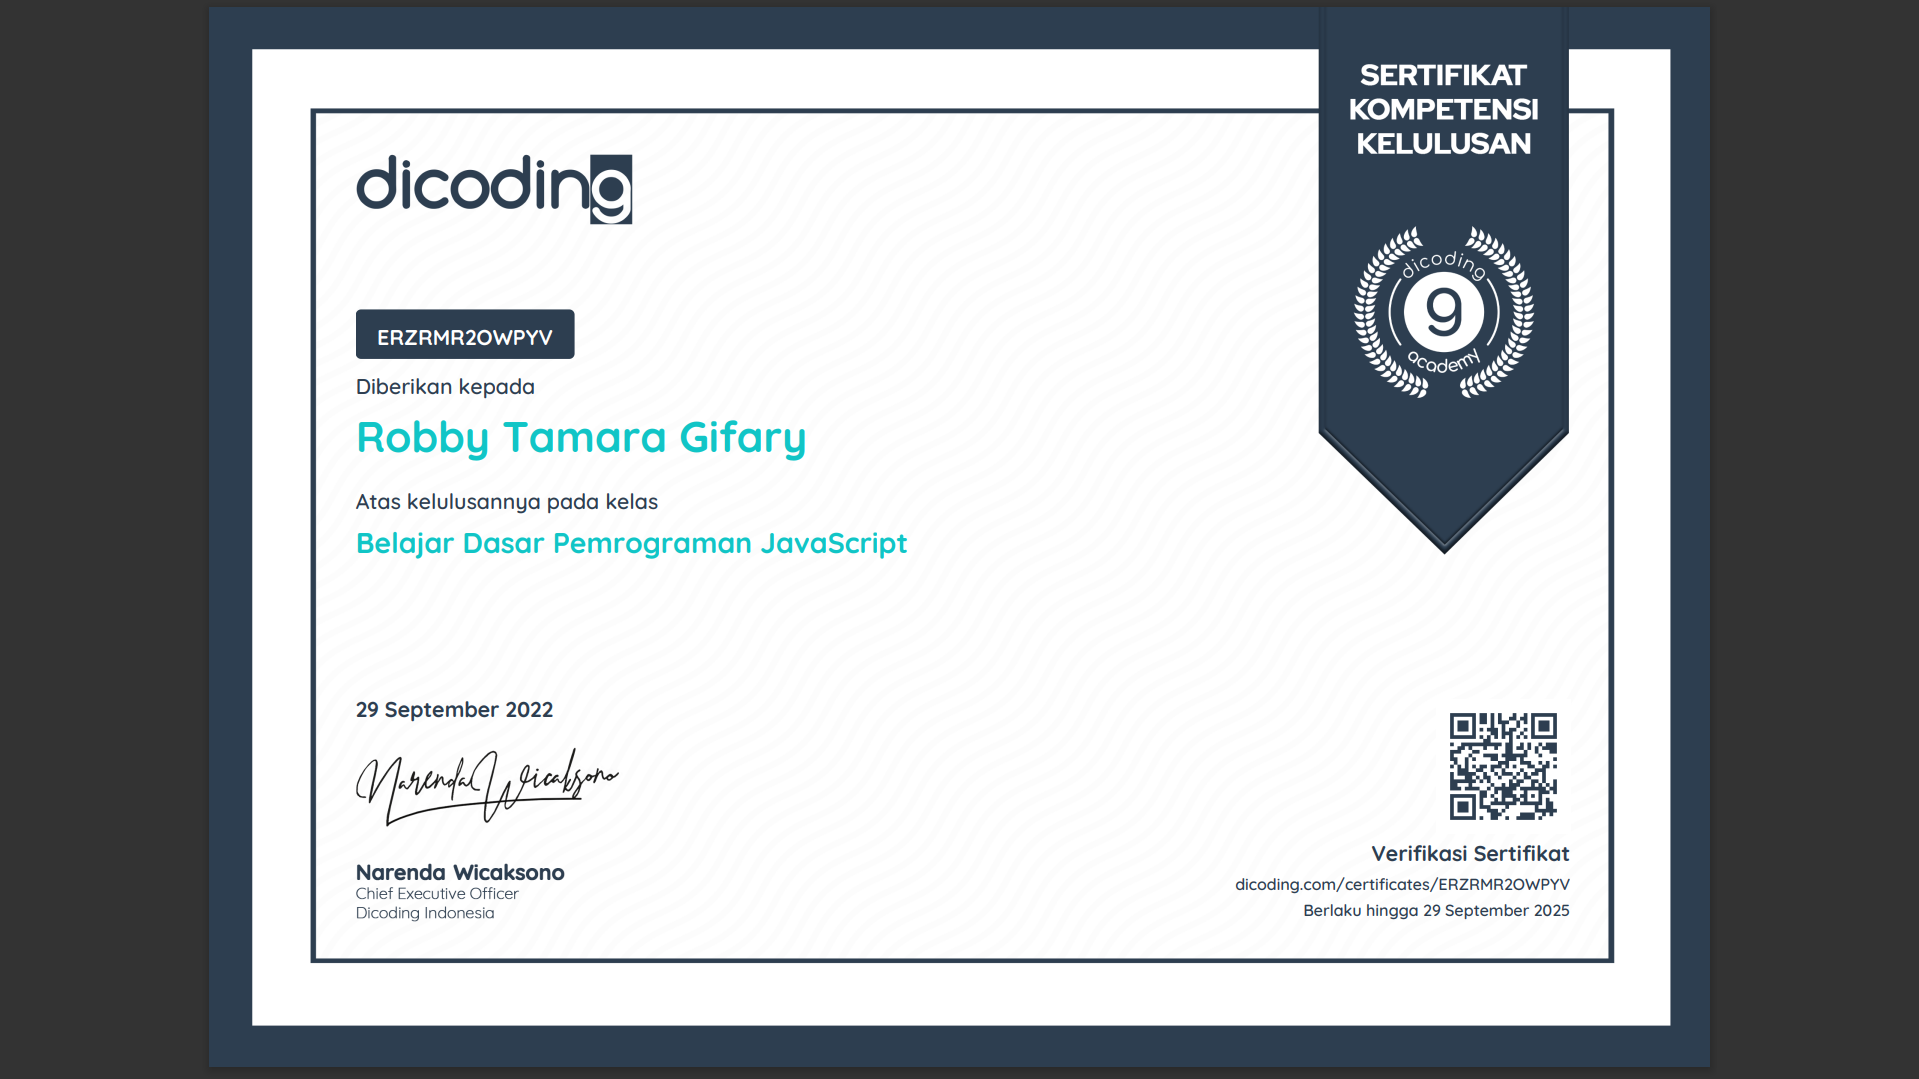 SERTIFIKAT
KOMPETENSI
KELULUSAN
dicoding
dicoding
g
academy
ERZRMR2OWPYV
Diberikan kepada
Robby Tamara Gifary
Atas kelulusannya pada kelas
Belajar Dasar Pemrograman JavaScript
29 September 2022
Narenda Wicaksono
Narenda Wicaksono
Chief Executive Officer
Dicoding Indonesia
Verifikasi Sertifikat
dicoding.com/certificates/ERZRMR2OWPYV
Berlaku hingga 29 September 2025